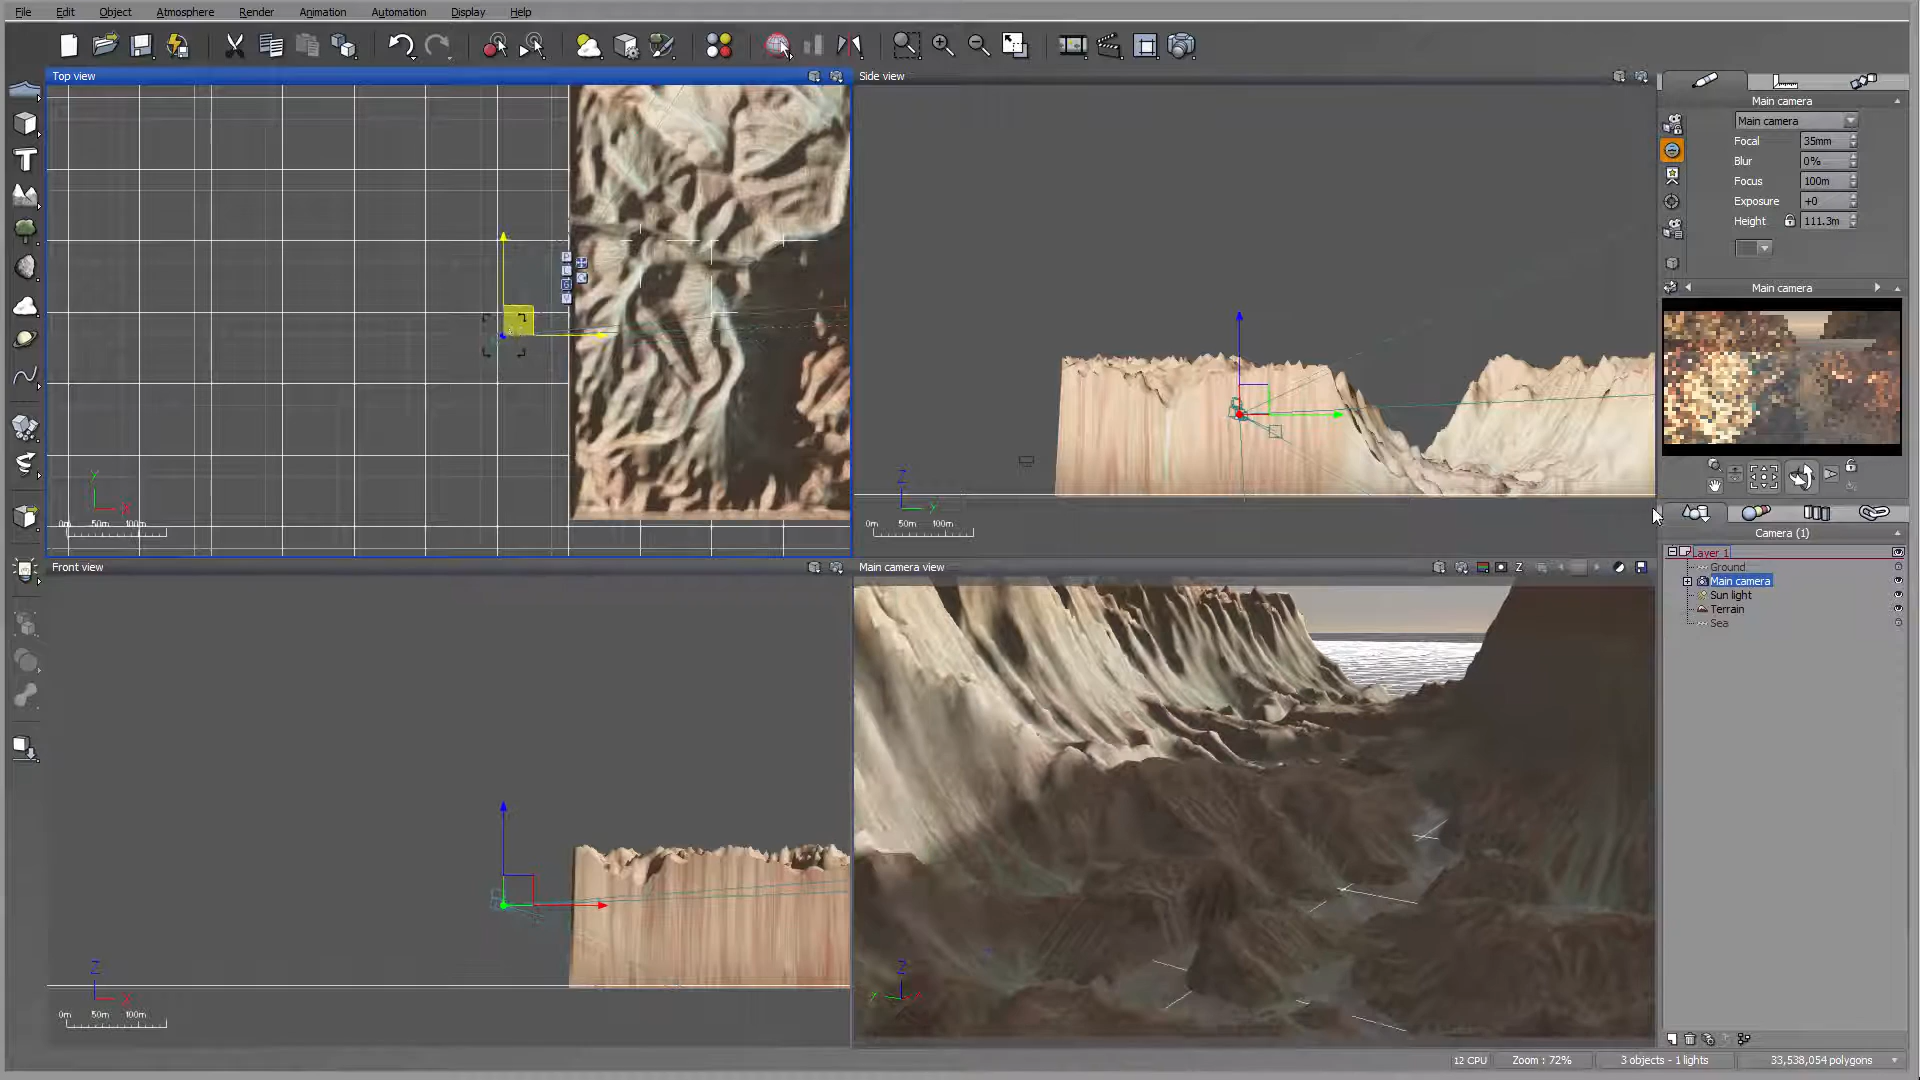 File Edit Object Atmosphere Render Animation Automation Display Help
Top view
Side view
Main camera
Main camera
Focal 35mm
Blur 0%
Focus 100m
Exposure +0
Height 111.3m
Main camera
P
L
G
V
Y
X
0m 50m 100m
Z
Y
0m 50m 100m
Camera (1)
Layer 1
Ground
Main camera
Sun light
Terrain
Sea
Front view
Main camera view
Z
Z
X
0m 50m 100m
Z
Y
X
12 CPU
Zoom : 72%
3 objects - 1 lights
33,538,054 polygons